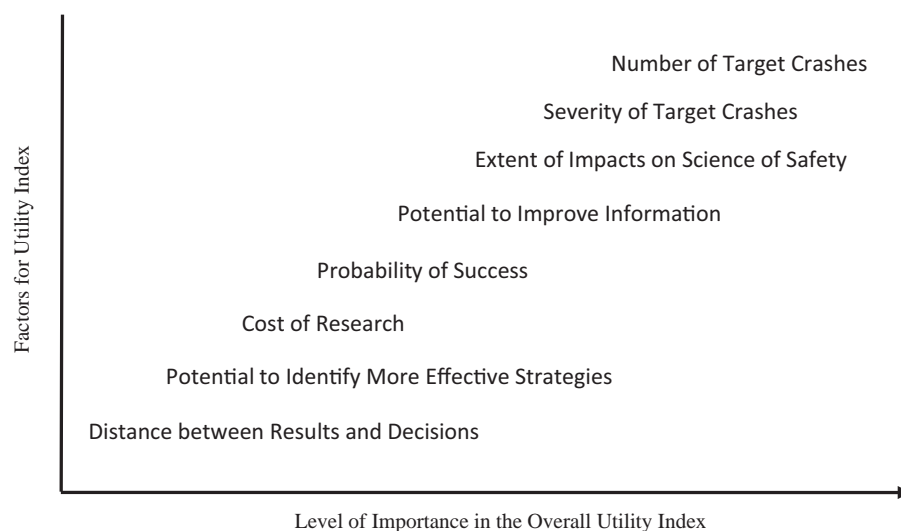 Number of Target Crashes
Severity of Target Crashes
Extent of Impacts on Science of Safety
Potential to Improve Information
Probability of Success
Cost of Research
Potential to Identify More Effective Strategies
Distance between Results and Decisions
Factors for Utility Index
Level of Importance in the Overall Utility Index